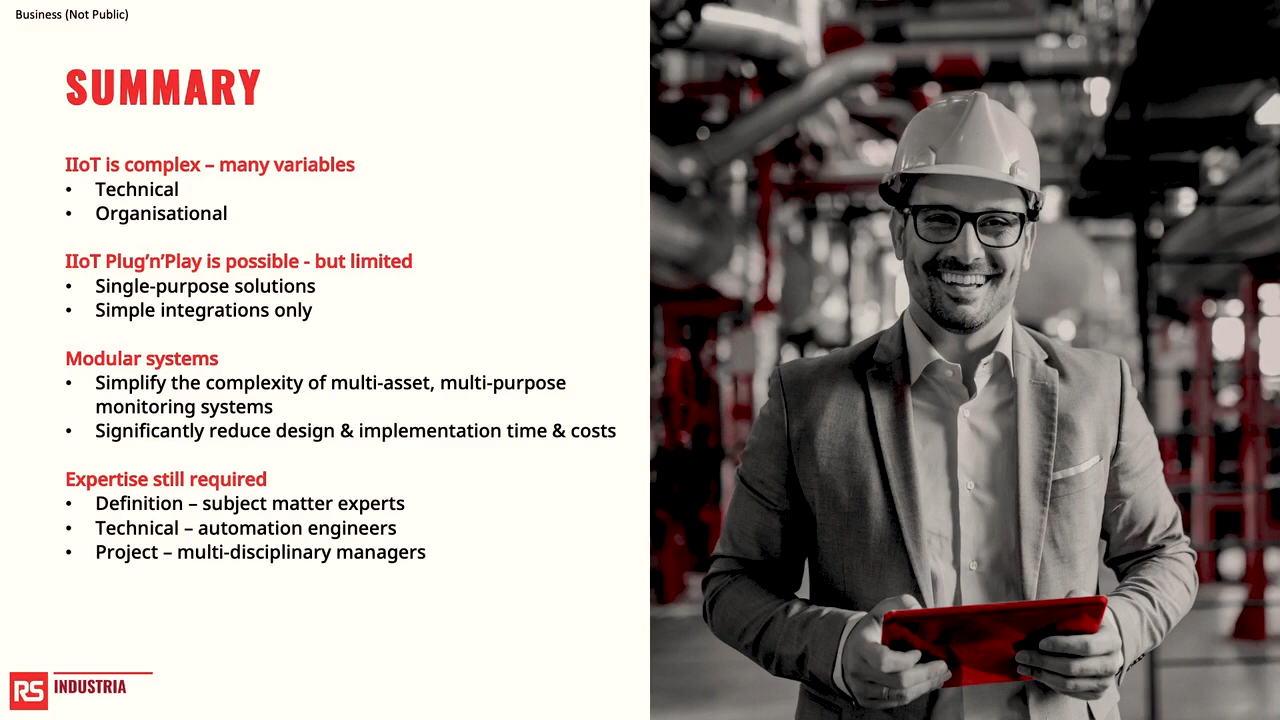 Business (Not Public)
SUMMARY
IIoT is complex – many variables
• Technical
• Organisational
IIoT Plug’n’Play is possible - but limited
• Single-purpose solutions
• Simple integrations only
Modular systems
• Simplify the complexity of multi-asset, multi-purpose
monitoring systems
• Significantly reduce design & implementation time & costs
Expertise still required
• Definition – subject matter experts
• Technical – automation engineers
• Project – multi-disciplinary managers
RS INDUSTRIA